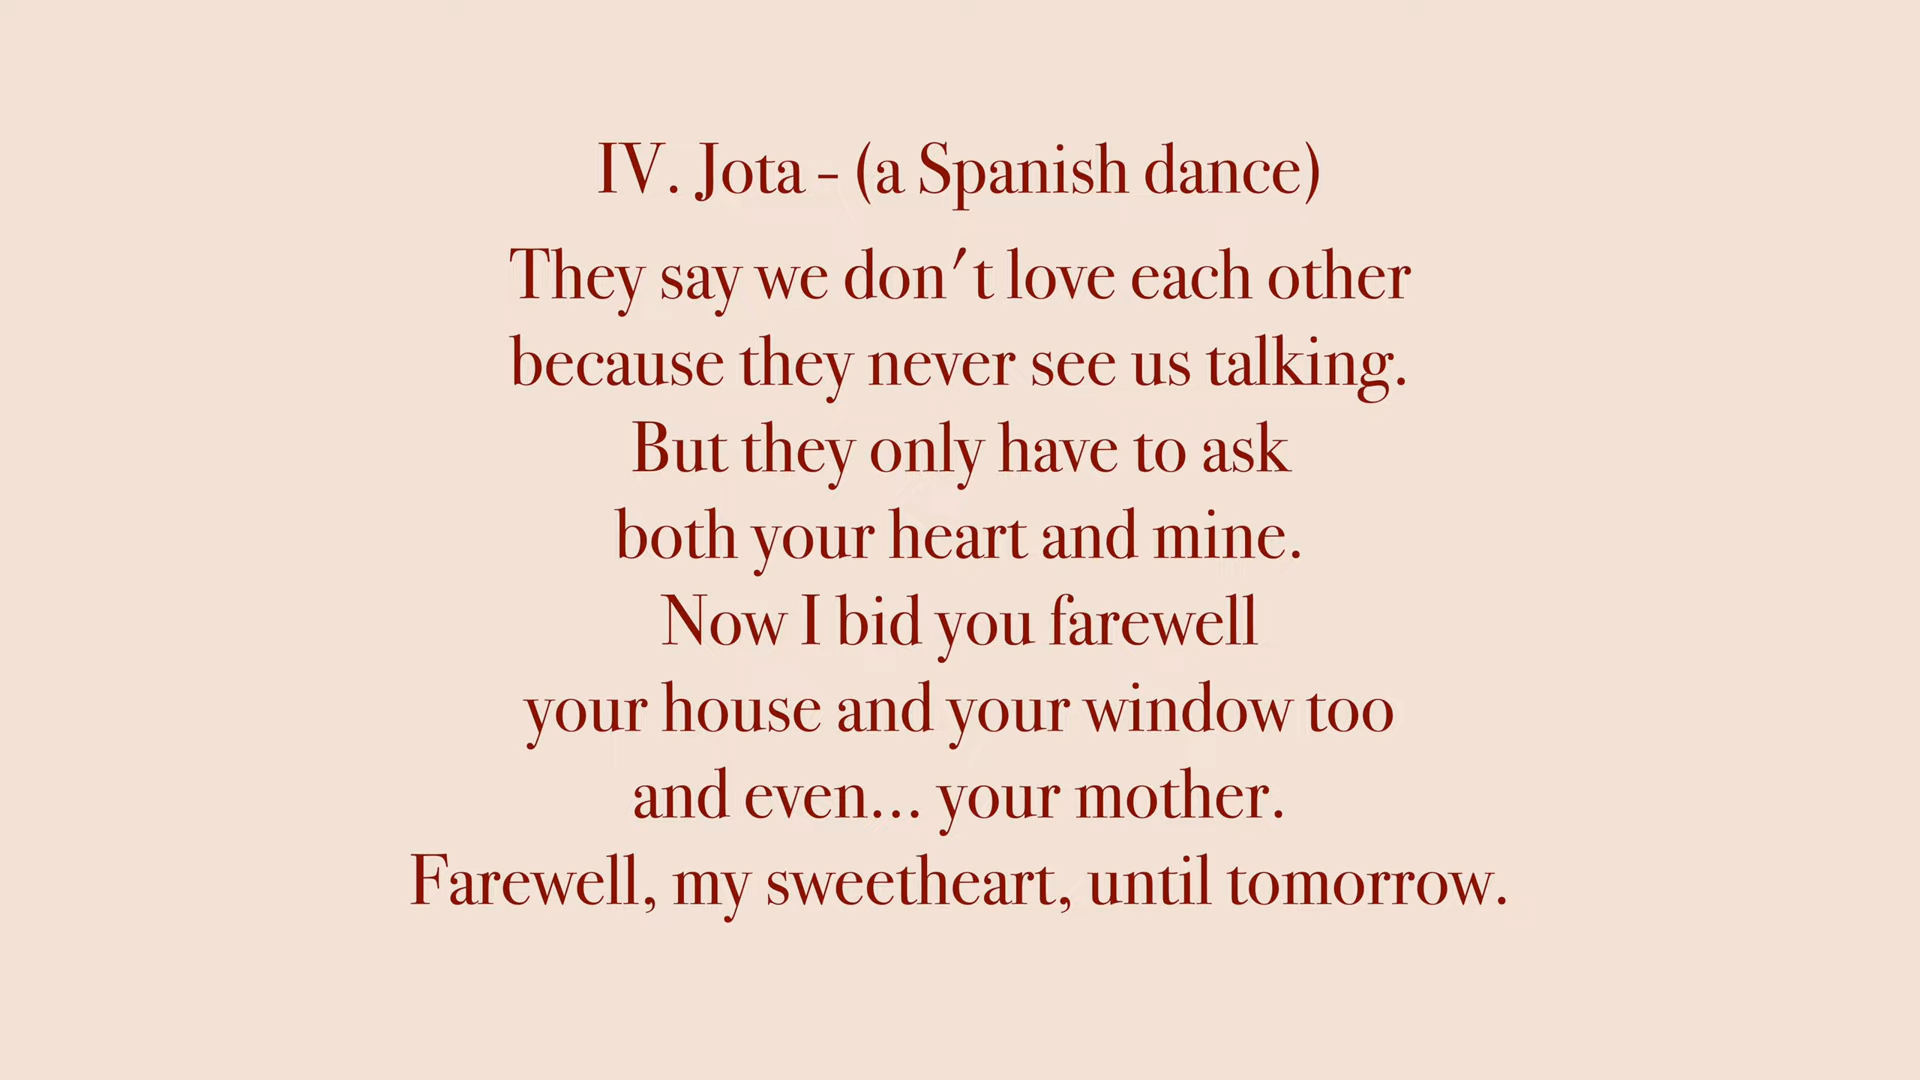 IV. Jota - (a Spanish dance)
They say we don't love each other
because they never see us talking.
But they only have to ask
both your heart and mine.
Now I bid you farewell
your house and your window too
and even... your mother.
Farewell, my sweetheart, until tomorrow.